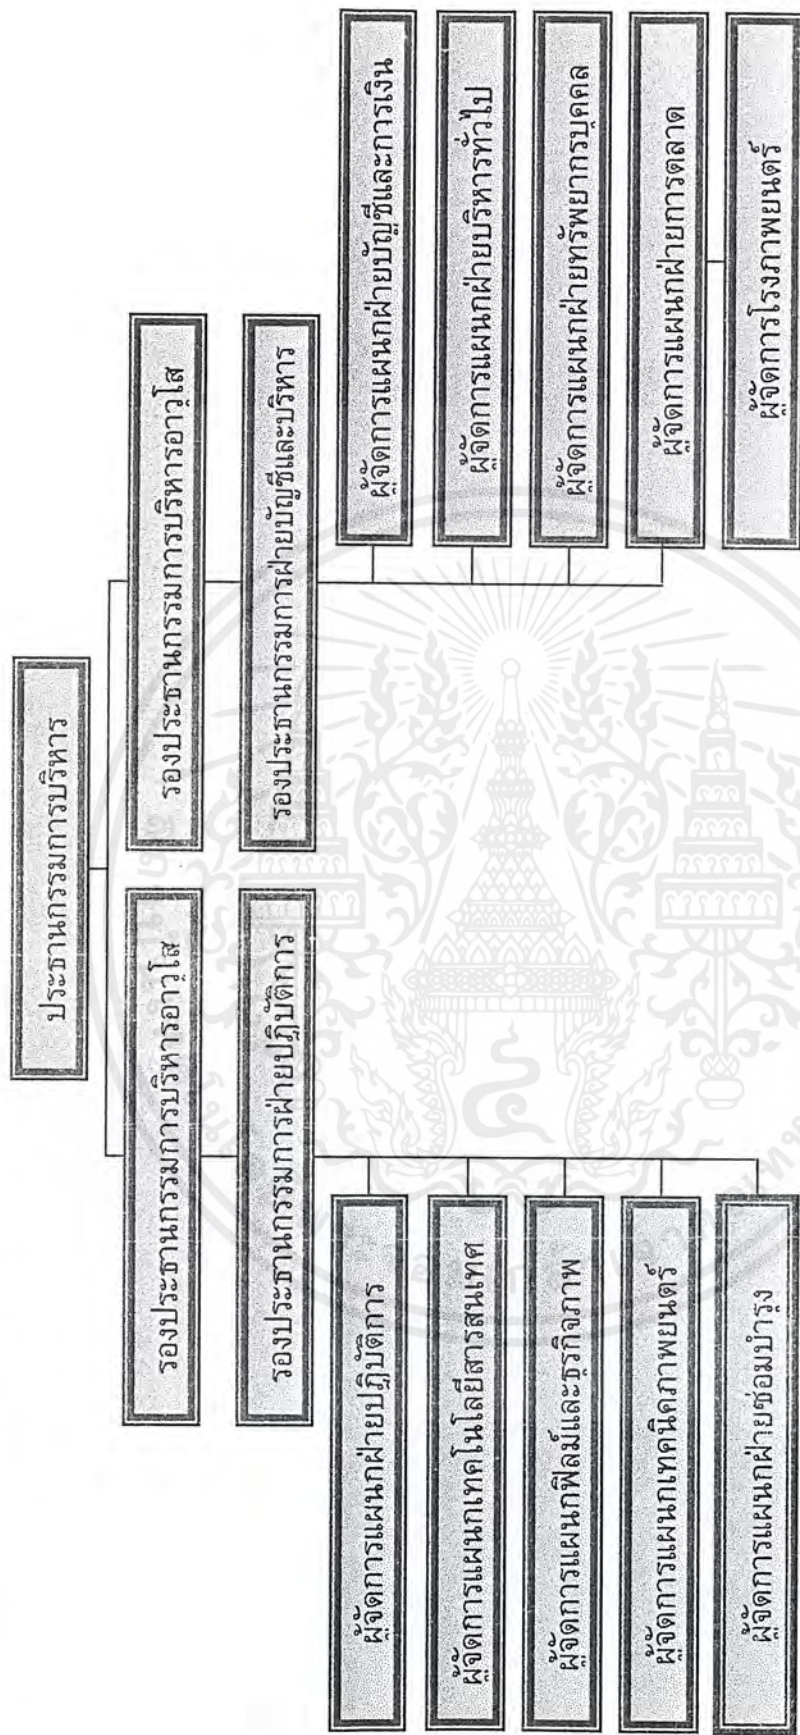 ประธานกรรมการบริหาร
รองประธานกรรมการบริหารอาวุโส
รองประธานกรรมการบริหารอาวุโส
รองประธานกรรมการฝ่ายปฏิบัติการ
รองประธานกรรมการฝ่ายบัญชีและบริหาร
ผู้จัดการแผนกฝ่ายปฏิบัติการ
ผู้จัดการแผนกเทคโนโลยีสารสนเทศ
ผู้จัดการแผนกฟิลม์และธุรกิจภาพ
ผู้จัดการแผนกเทคนิคภาพยนตร์
ผู้จัดการแผนกฝ่ายซ่อมบำรุง
ผู้จัดการแผนกฝ่ายบัญชีและการเงิน
ผู้จัดการแผนกฝ่ายบริหารทั่วไป
ผู้จัดการแผนกฝ่ายทรัพยากรบุคคล
ผู้จัดการแผนกฝ่ายการตลาด
ผู้จัดการโรงภาพยนตร์